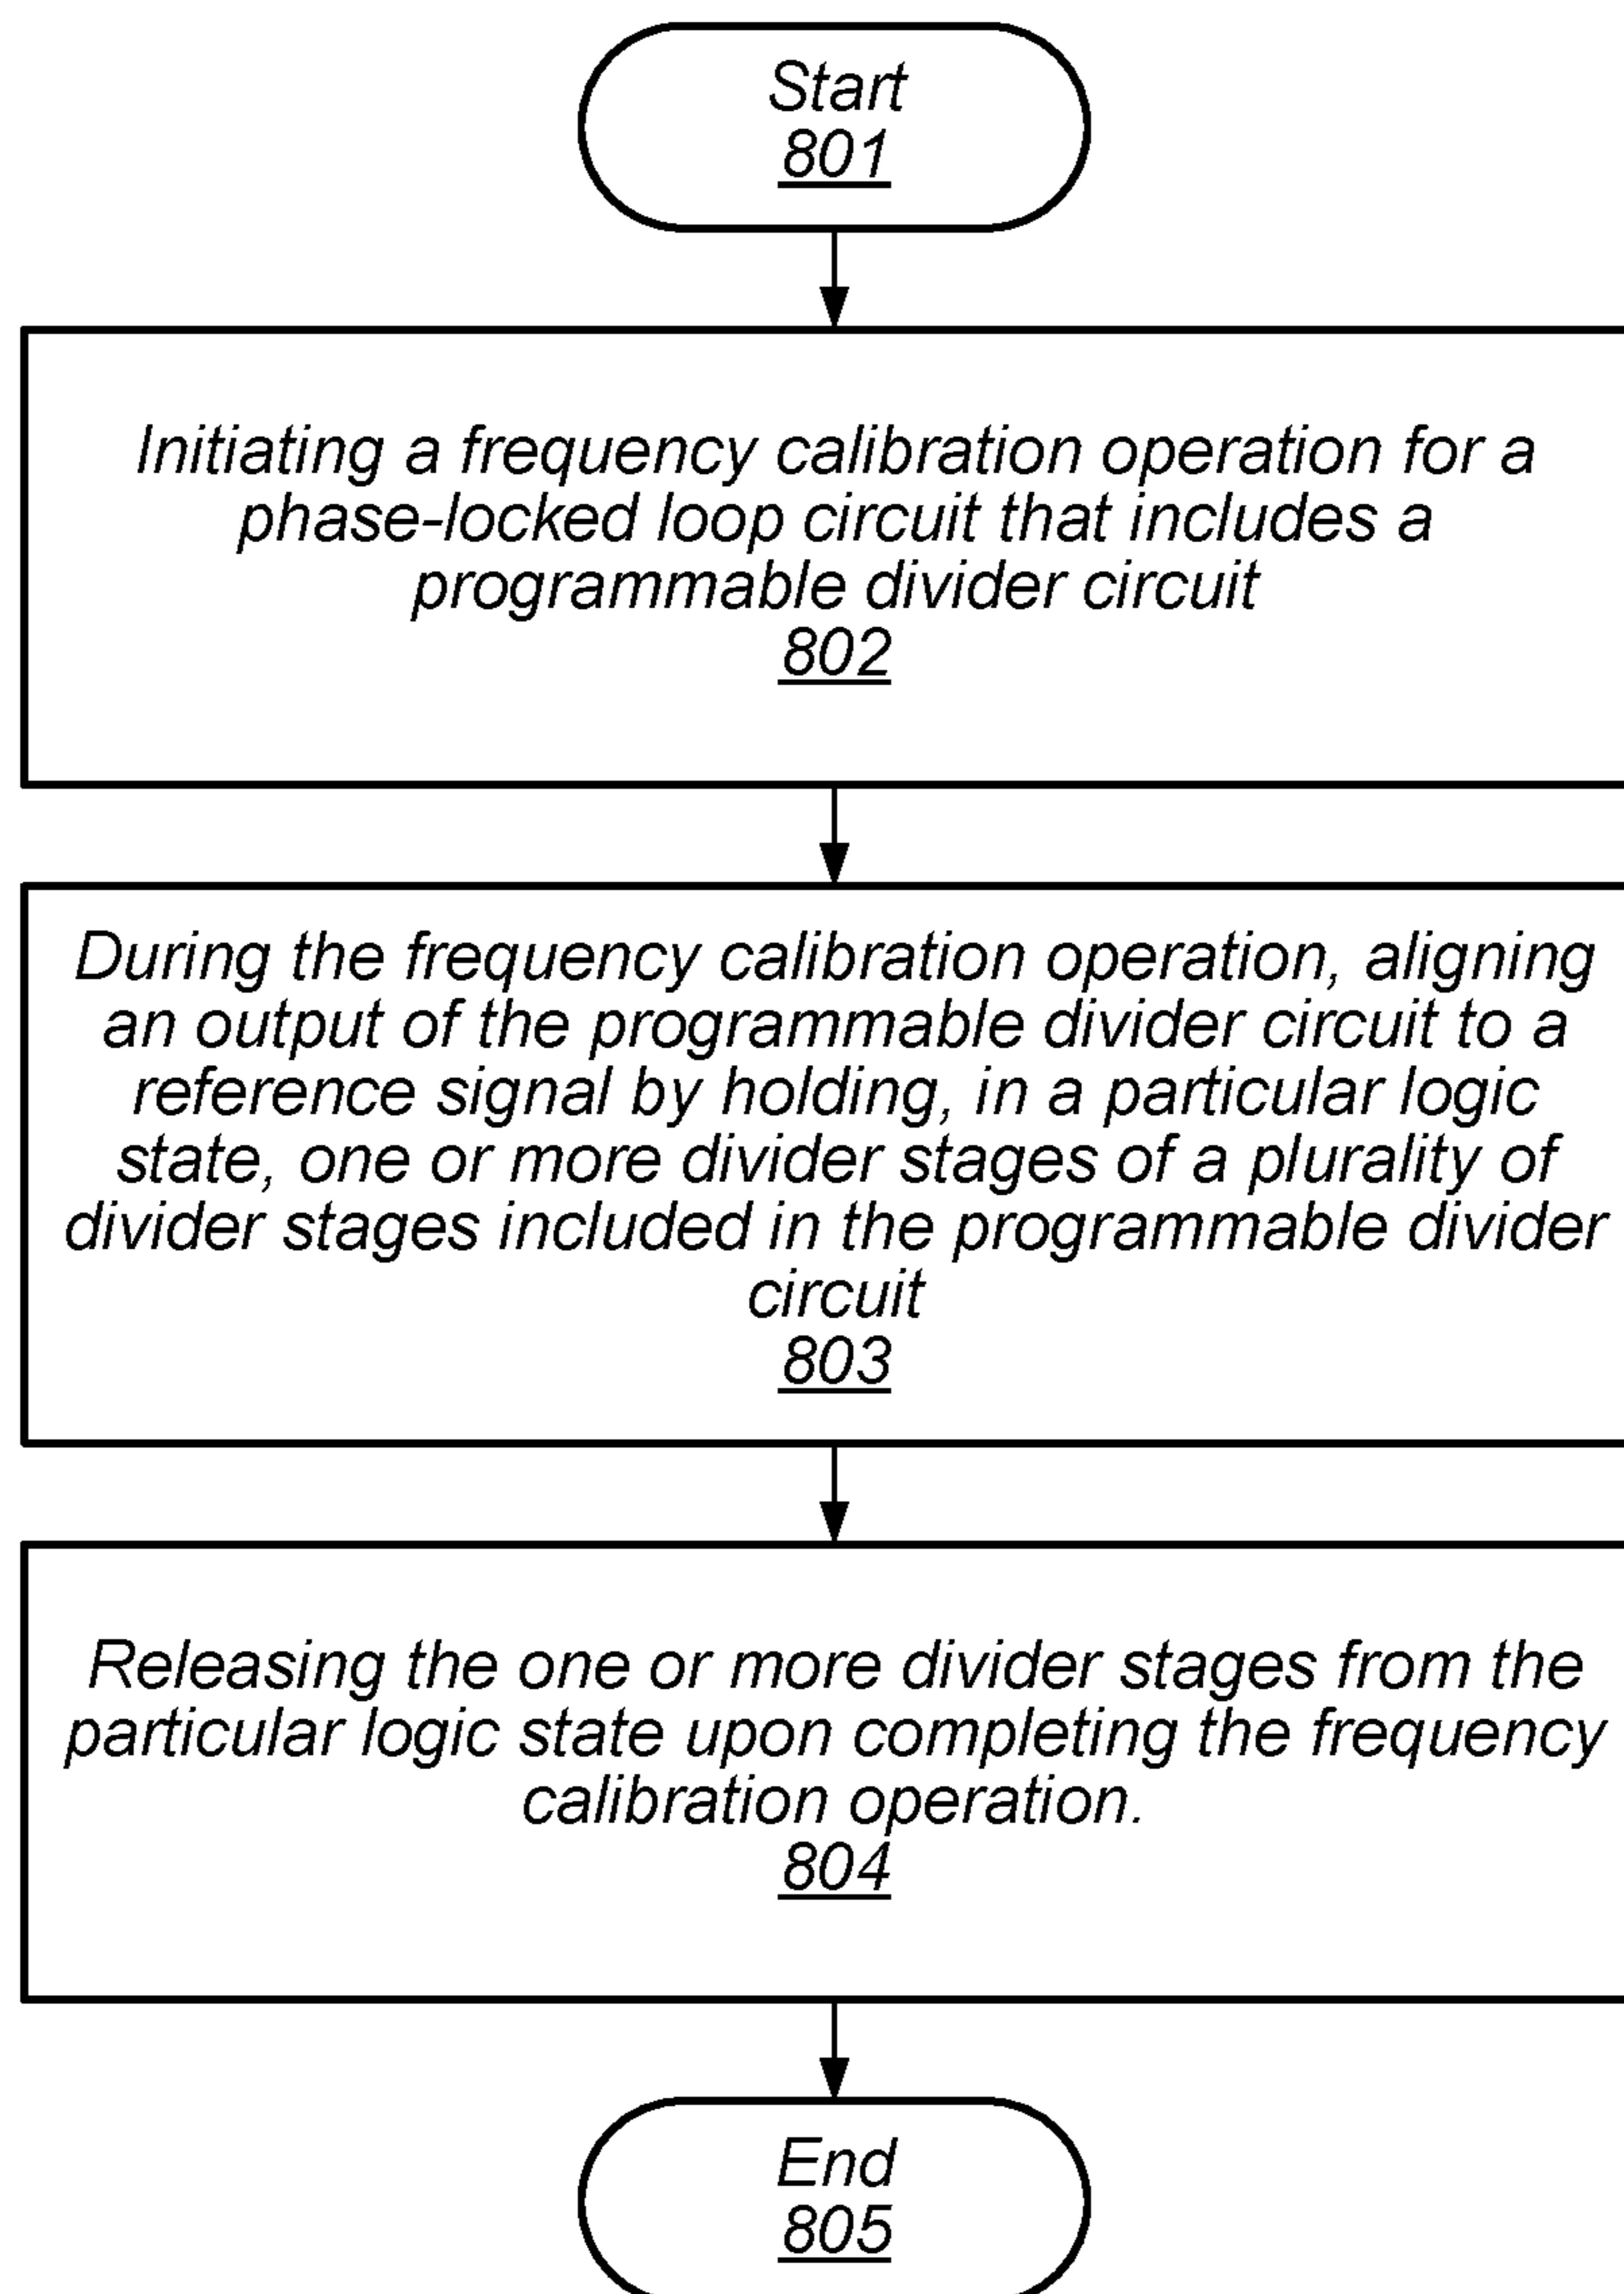 Start
801
Initiating a frequency calibration operation for a
phase-locked loop circuit that includes a
programmable divider circuit
802
During the frequency calibration operation, aligning
an output of the programmable divider circuit to a
reference signal by holding, in a particular logic
state, one or more divider stages of a plurality of
divider stages included in the programmable divider
circuit
803
Releasing the one or more divider stages from the
particular logic state upon completing the frequency
calibration operation.
804
End
805